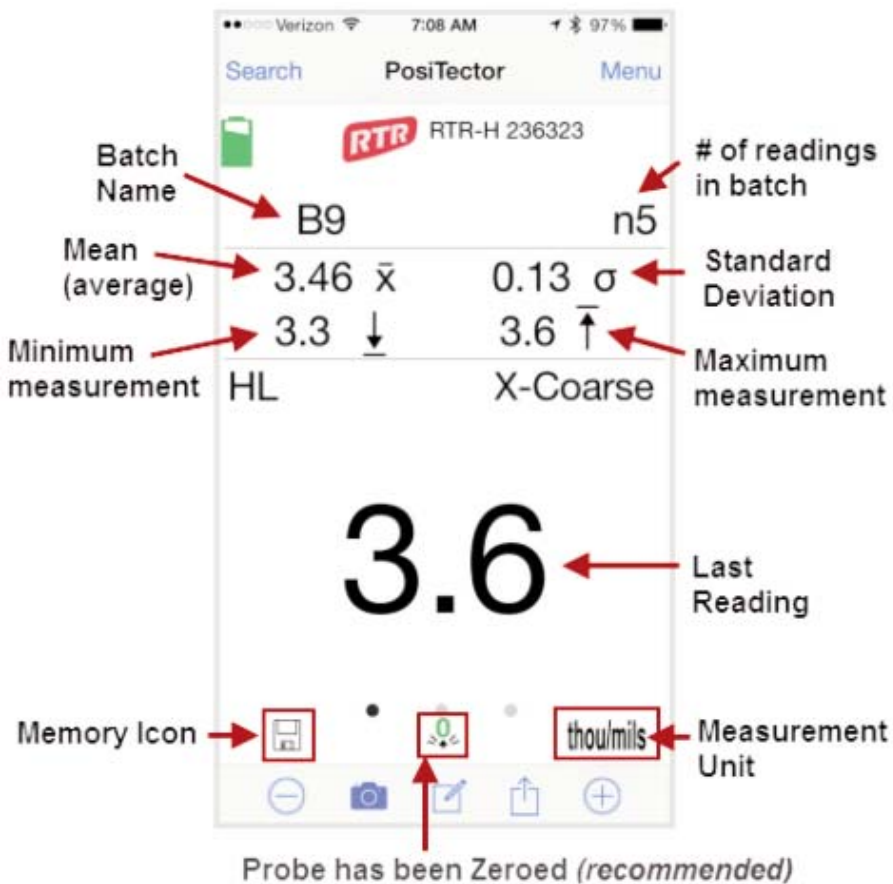 Verizon 7:08 AM 97%
Search PosiTector Menu
RTR RTR-H 236323
Batch
Name
# of readings
in batch
B9 n5
Mean
(average)
3.46 x̄ 0.13 σ
Standard
Deviation
3.3 3.6
Minimum
measurement
Maximum
measurement
HL X-Coarse
3.6
Last
Reading
Memory Icon
0
thou/mils
Measurement
Unit
Probe has been Zeroed (recommended)